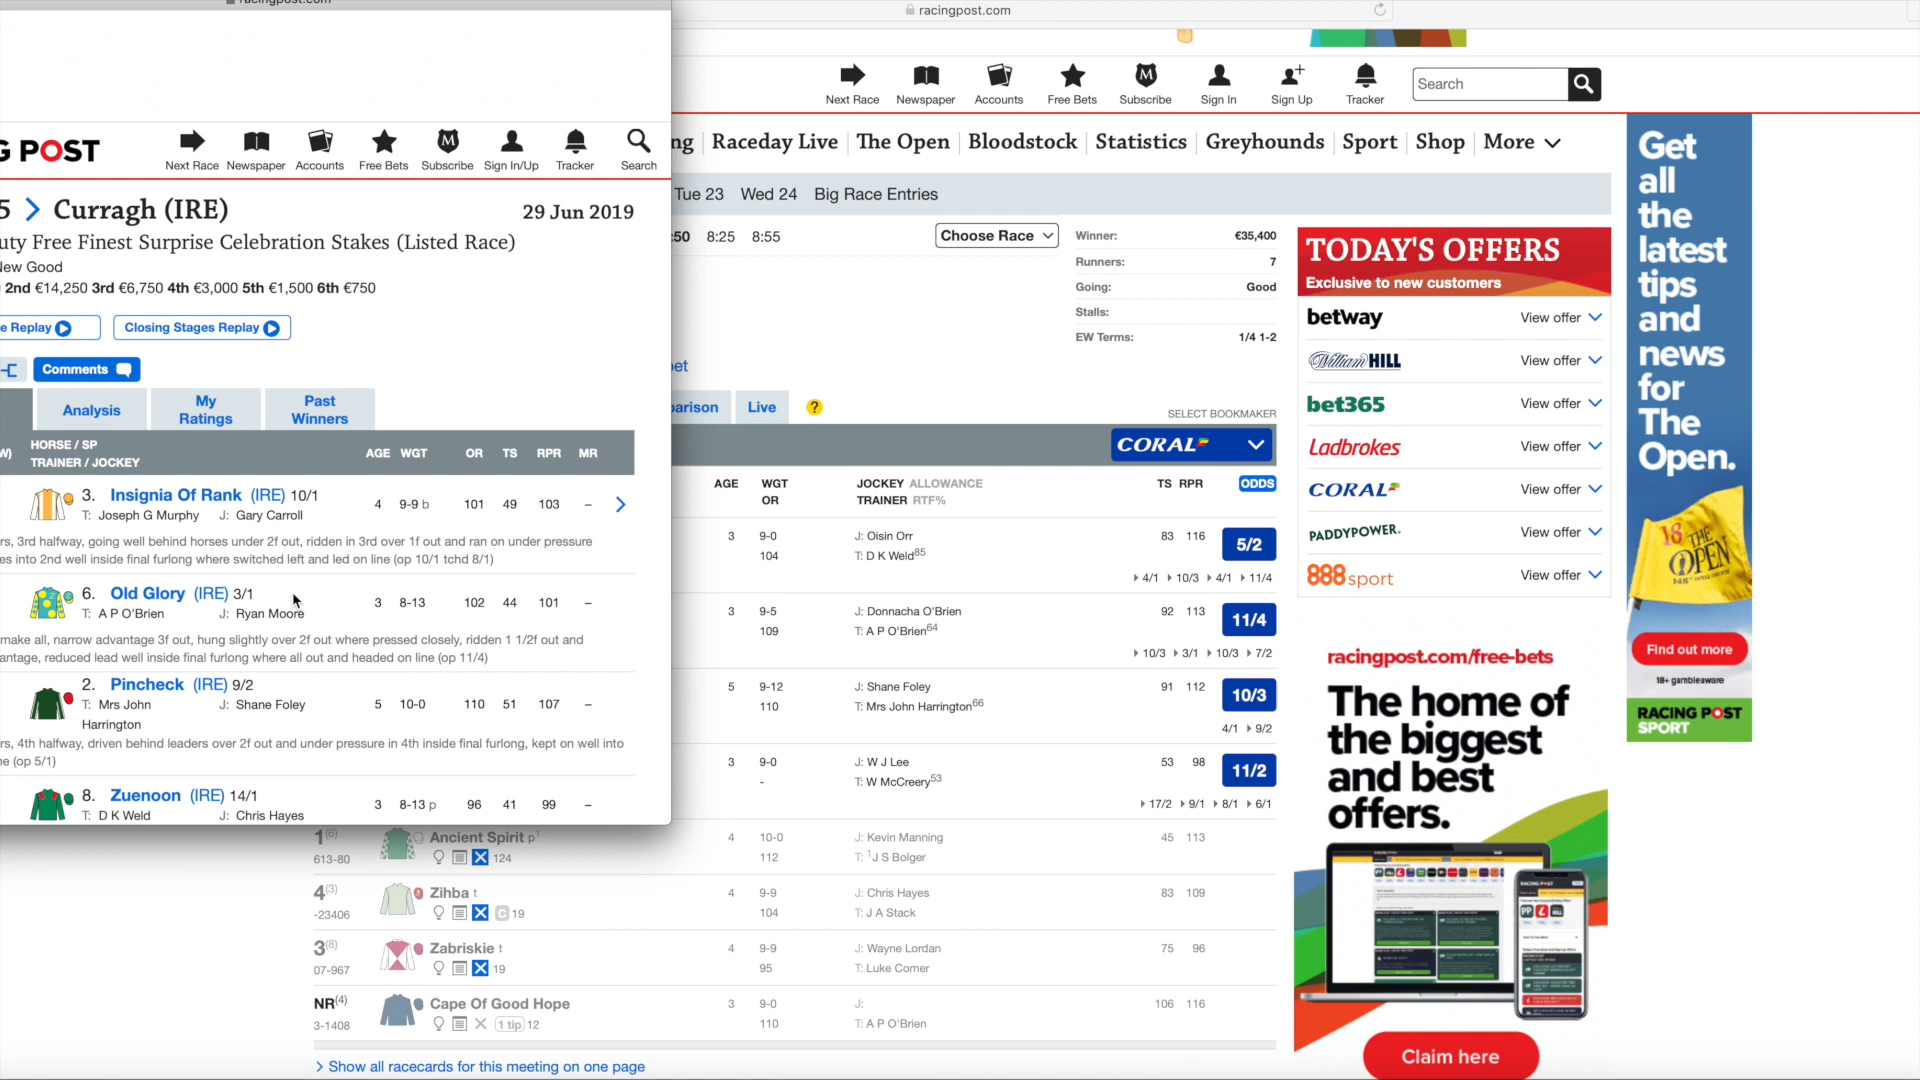 racingpost.com
racingpost.com
Next Race Newspaper Accounts Free Bets Subscribe Sign In Sign Up Tracker
Search
G POST
Next Race Newspaper Accounts Free Bets Subscribe Sign In/Up Tracker Search
ng Raceday Live The Open Bloodstock Statistics Greyhounds Sport Shop More
Tue 23 Wed 24 Big Race Entries
:50 8:25 8:55
Choose Race
Winner: €35,400
Runners: 7
Going: Good
Stalls:
EW Terms: 1/4 1-2
5 > Curragh (IRE) 29 Jun 2019
uty Free Finest Surprise Celebration Stakes (Listed Race)
New Good
2nd €14,250 3rd €6,750 4th €3,000 5th €1,500 6th €750
e Replay Closing Stages Replay
Comments
Analysis My Ratings Past Winners
W) HORSE / SP
TRAINER / JOCKEY
AGE WGT OR TS RPR MR
3. Insignia Of Rank (IRE) 10/1
T: Joseph G Murphy J: Gary Carroll
4 9-9 b 101 49 103 –
rs, 3rd halfway, going well behind horses under 2f out, ridden in 3rd over 1f out and ran on under pressure
es into 2nd well inside final furlong where switched left and led on line (op 10/1 tchd 8/1)
6. Old Glory (IRE) 3/1
T: A P O'Brien J: Ryan Moore
3 8-13 102 44 101 –
make all, narrow advantage 3f out, hung slightly over 2f out where pressed closely, ridden 1 1/2f out and
antage, reduced lead well inside final furlong where all out and headed on line (op 11/4)
2. Pincheck (IRE) 9/2
T: Mrs John Harrington J: Shane Foley
5 10-0 110 51 107 –
rs, 4th halfway, driven behind leaders over 2f out and under pressure in 4th inside final furlong, kept on well into
ne (op 5/1)
8. Zuenoon (IRE) 14/1
T: D K Weld J: Chris Hayes
3 8-13 p 96 41 99 –
bet
parison Live ?
SELECT BOOKMAKER
CORAL
AGE WGT OR JOCKEY ALLOWANCE TRAINER RTF% TS RPR ODDS
3 9-0 J: Oisin Orr 83 116 5/2
104 T: D K Weld85
4/1 10/3 4/1 11/4
3 9-5 J: Donnacha O'Brien 92 113 11/4
109 T: A P O'Brien64
10/3 3/1 10/3 7/2
5 9-12 J: Shane Foley 91 112 10/3
110 T: Mrs John Harrington66
4/1 9/2
3 9-0 J: W J Lee 53 98 11/2
- T: W McCreery53
17/2 9/1 8/1 6/1
1(6) Ancient Spirit p1 4 10-0 J: Kevin Manning 45 113
613-80 124 112 T: 1J S Bolger
4(3) Zihba t 4 9-9 J: Chris Hayes 83 109
-23406 C 19 104 T: J A Stack
3(8) Zabriskie t 4 9-9 J: Wayne Lordan 75 96
07-967 19 95 T: Luke Comer
NR(4) Cape Of Good Hope 3 9-0 J: 106 116
3-1408 1 tip 12 110 T: A P O'Brien
> Show all racecards for this meeting on one page
TODAY'S OFFERS
Exclusive to new customers
betway View offer
William HILL View offer
bet365 View offer
Ladbrokes View offer
CORAL View offer
PADDYPOWER. View offer
888sport View offer
racingpost.com/free-bets
The home of
the biggest
and best
offers.
Claim here
Get
all
the
latest
tips
and
news
for
The
Open.
18 THE
OPEN
Find out more
18+ gambleaware
RACING POST
SPORT